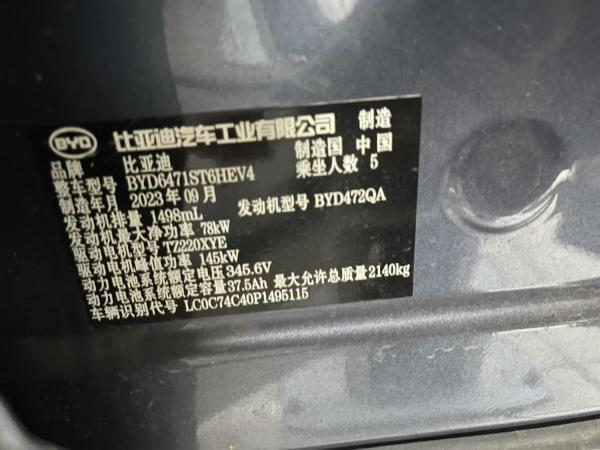 BYD 比亚迪汽车工业有限公司 制造
品牌 比亚迪 制造国 中国
整车型号 BYD6471ST6HEV4 乘坐人数 5
制造年月 2023年09月
发动机排量 1498mL 发动机型号 BYD472QA
发动机最大净功率 78kW
驱动电机型号 TZ220XYE
驱动电机峰值功率 145kW
动力电池系统额定电压 345.6V
动力电池系统额定容量 37.5Ah 最大允许总质量 2140kg
车辆识别代号 LC0C74C40P1495115